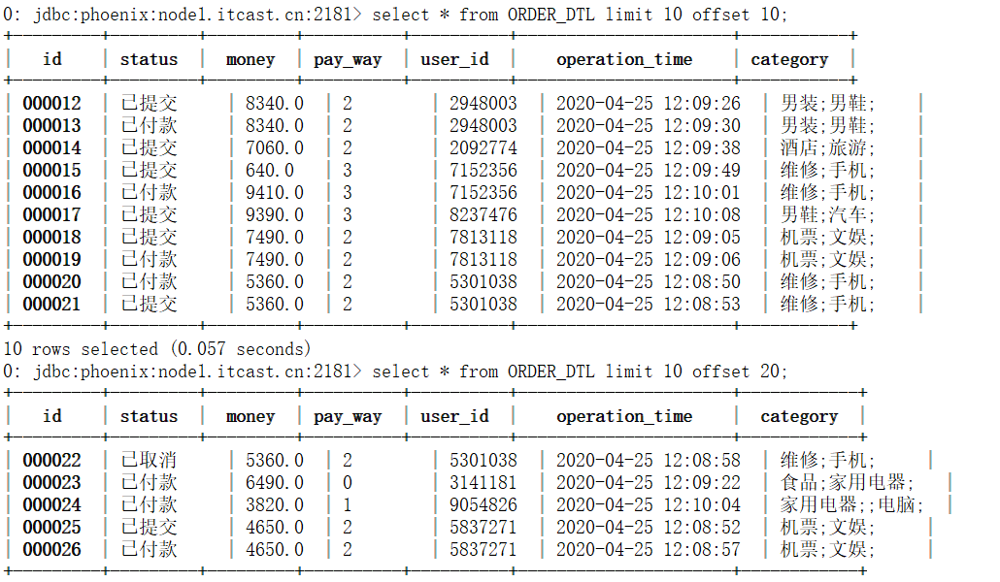 0: jdbc:phoenix:node1.itcast.cn:2181> select * from ORDER_DTL limit 10 offset 10;
| id | status | money | pay_way | user_id | operation_time | category |
| 000012 | 已提交 | 8340.0 | 2 | 2948003 | 2020-04-25 12:09:26 | 男装;男鞋; |
| 000013 | 已付款 | 8340.0 | 2 | 2948003 | 2020-04-25 12:09:30 | 男装;男鞋; |
| 000014 | 已提交 | 7060.0 | 2 | 2092774 | 2020-04-25 12:09:38 | 酒店;旅游; |
| 000015 | 已提交 | 640.0 | 3 | 7152356 | 2020-04-25 12:09:49 | 维修;手机; |
| 000016 | 已付款 | 9410.0 | 3 | 7152356 | 2020-04-25 12:10:01 | 维修;手机; |
| 000017 | 已提交 | 9390.0 | 3 | 8237476 | 2020-04-25 12:10:08 | 男鞋;汽车; |
| 000018 | 已提交 | 7490.0 | 2 | 7813118 | 2020-04-25 12:09:05 | 机票;文娱; |
| 000019 | 已付款 | 7490.0 | 2 | 7813118 | 2020-04-25 12:09:06 | 机票;文娱; |
| 000020 | 已付款 | 5360.0 | 2 | 5301038 | 2020-04-25 12:08:50 | 维修;手机; |
| 000021 | 已提交 | 5360.0 | 2 | 5301038 | 2020-04-25 12:08:53 | 维修;手机; |
10 rows selected (0.057 seconds)
0: jdbc:phoenix:node1.itcast.cn:2181> select * from ORDER_DTL limit 10 offset 20;
| id | status | money | pay_way | user_id | operation_time | category |
| 000022 | 已取消 | 5360.0 | 2 | 5301038 | 2020-04-25 12:08:58 | 维修;手机; |
| 000023 | 已付款 | 6490.0 | 0 | 3141181 | 2020-04-25 12:09:22 | 食品;家用电器; |
| 000024 | 已付款 | 3820.0 | 1 | 9054826 | 2020-04-25 12:10:04 | 家用电器;;电脑; |
| 000025 | 已提交 | 4650.0 | 2 | 5837271 | 2020-04-25 12:08:52 | 机票;文娱; |
| 000026 | 已付款 | 4650.0 | 2 | 5837271 | 2020-04-25 12:08:57 | 机票;文娱; |